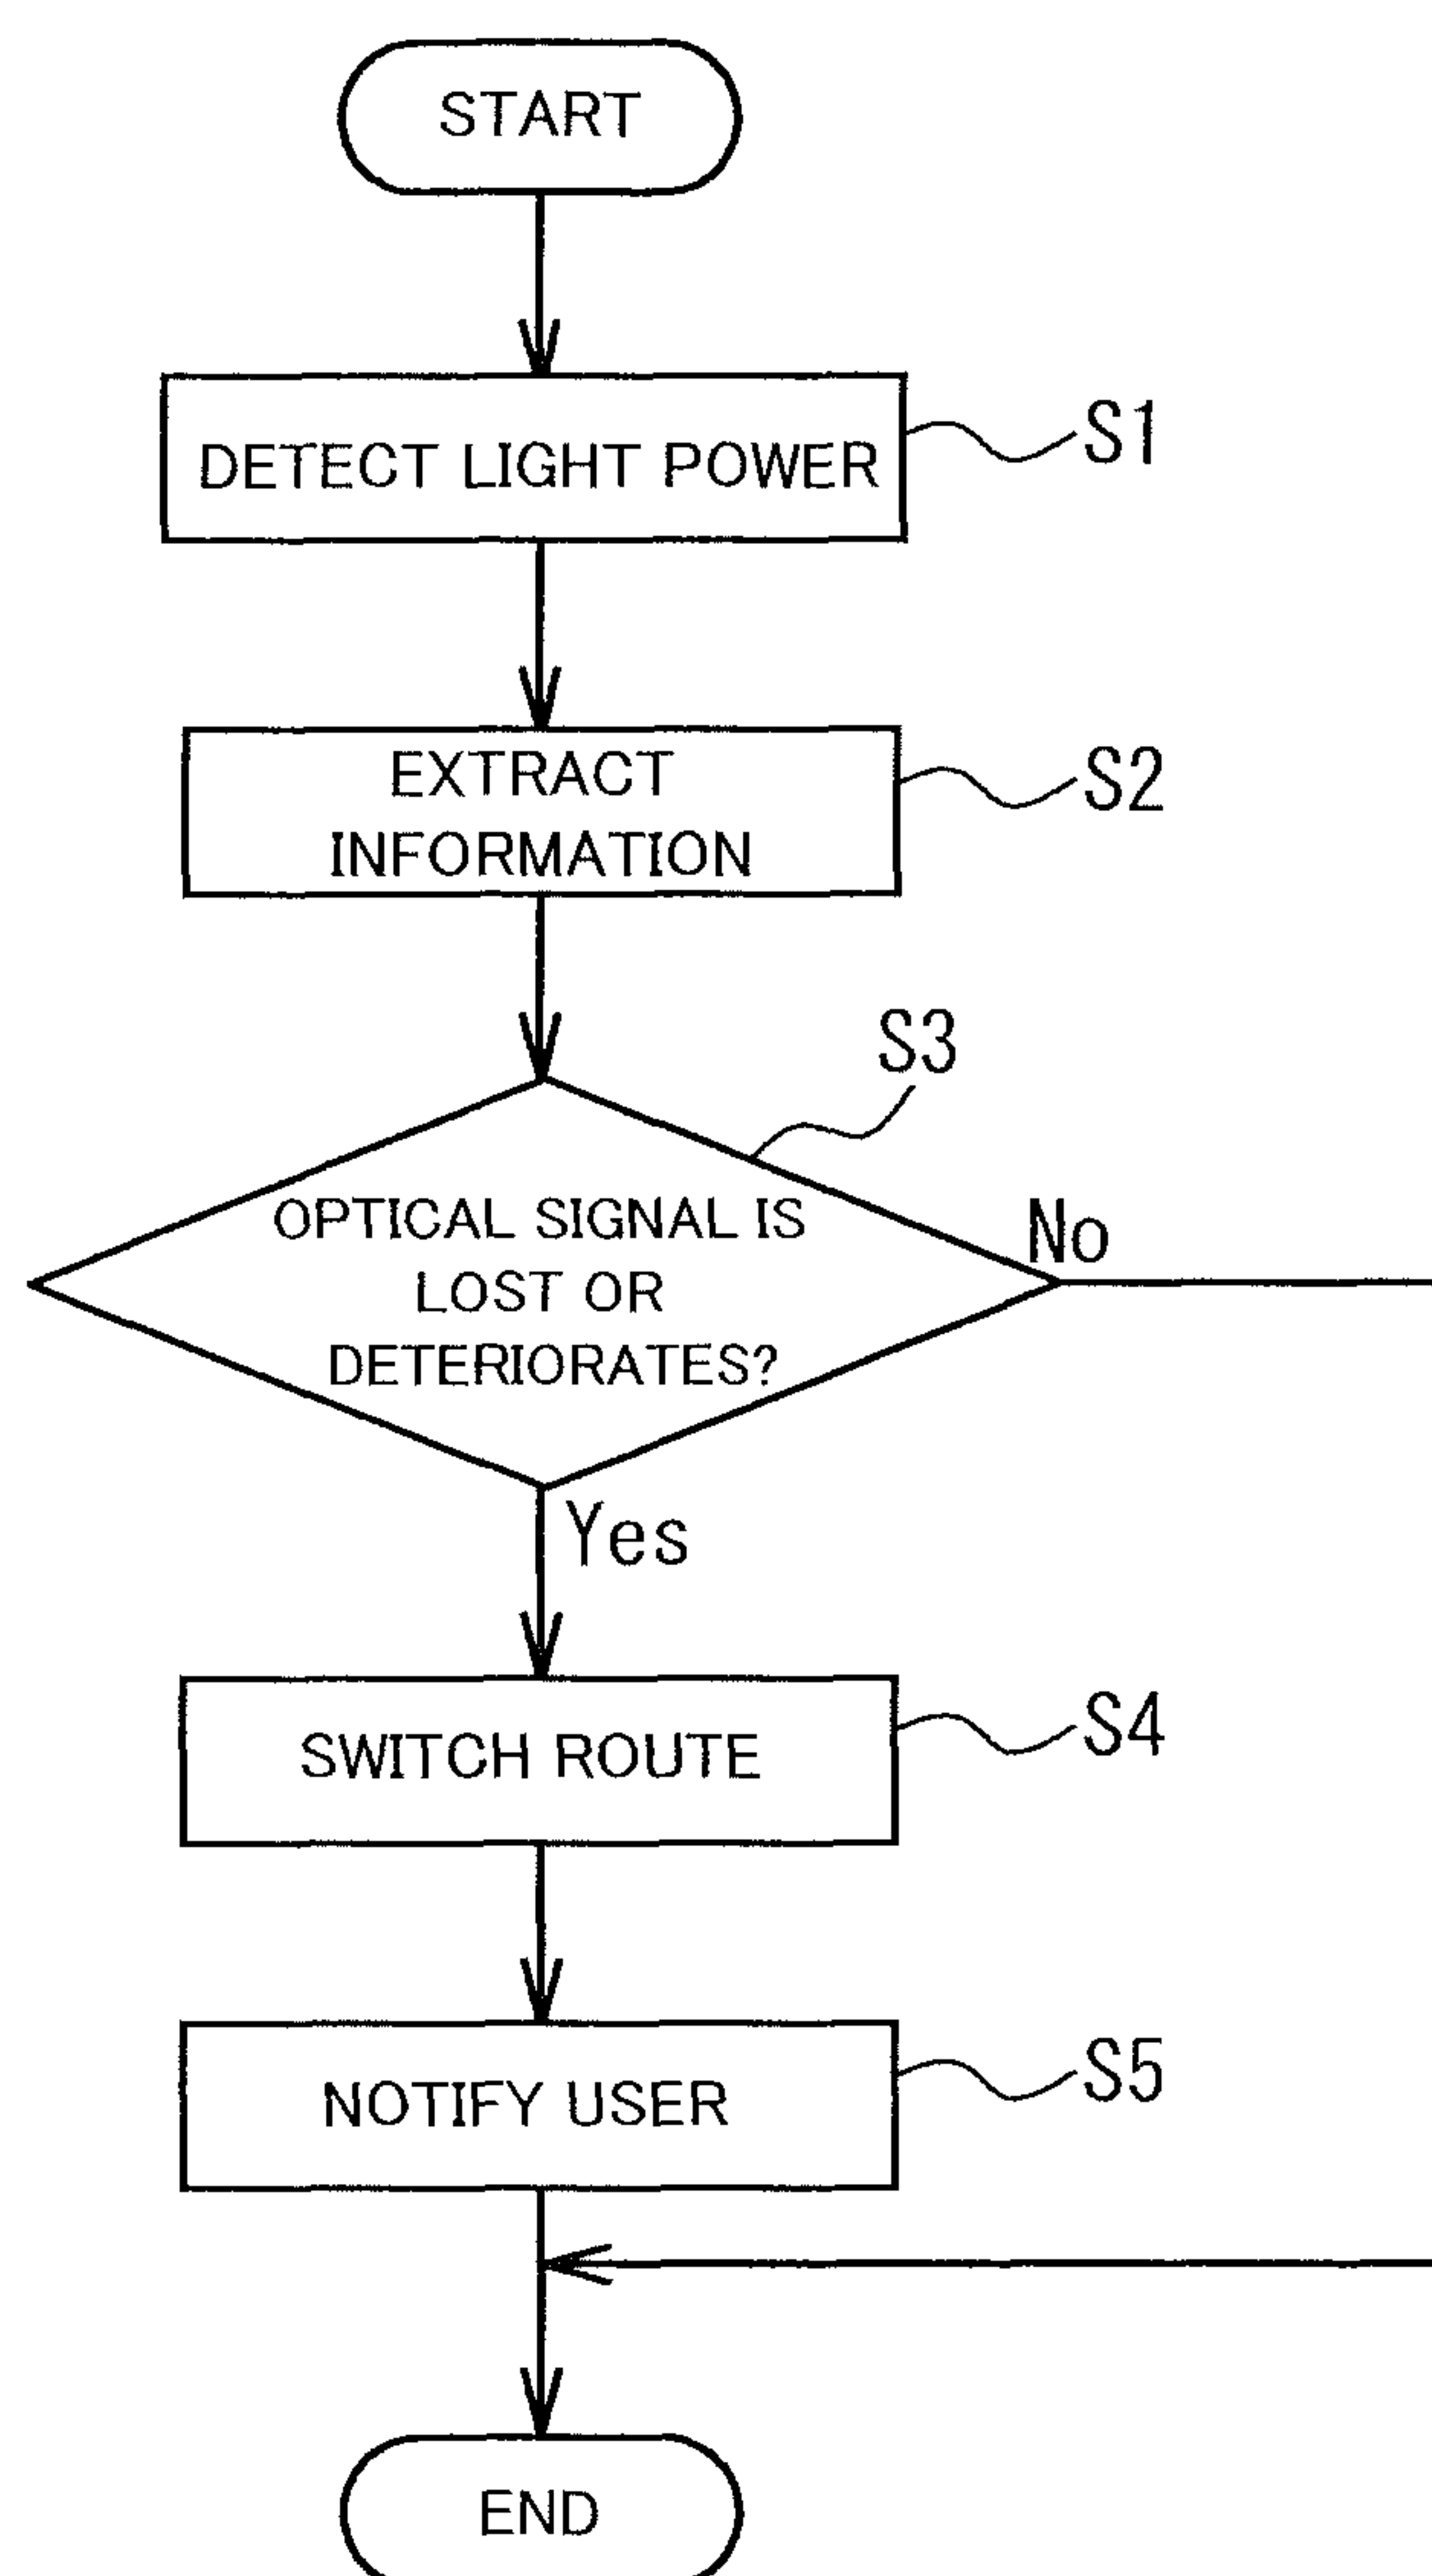 START
DETECT LIGHT POWER
S1
EXTRACT
INFORMATION
S2
S3
OPTICAL SIGNAL IS
LOST OR
DETERIORATES?
No
Yes
SWITCH ROUTE
S4
NOTIFY USER
S5
END